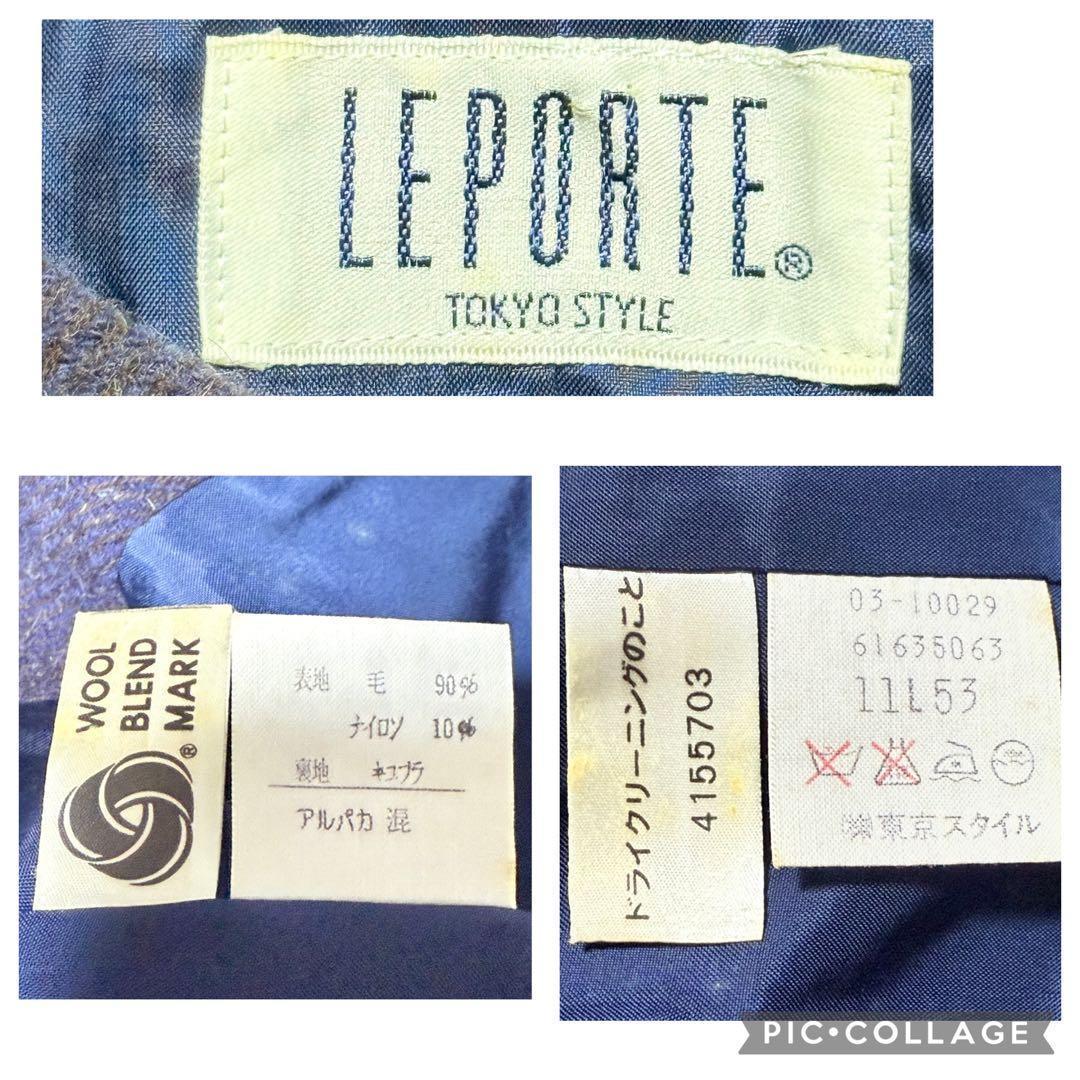 LEPORTE®
TOKYO STYLE
WOOL
BLEND
MARK
®
表地 毛 90%
ナイロン 10%
裏地 キュプラ
アルパカ 混
ドライクリーニングのこと
4155703
03-10029
61635063
11L53
㈱東京スタイル
PIC•COLLAGE